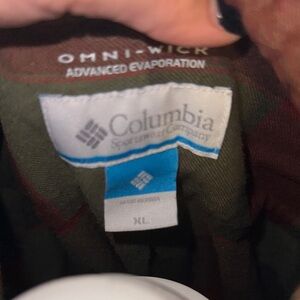 OMNI-WICK
ADVANCED EVAPORATION
Columbia
Sportswear Company
XL